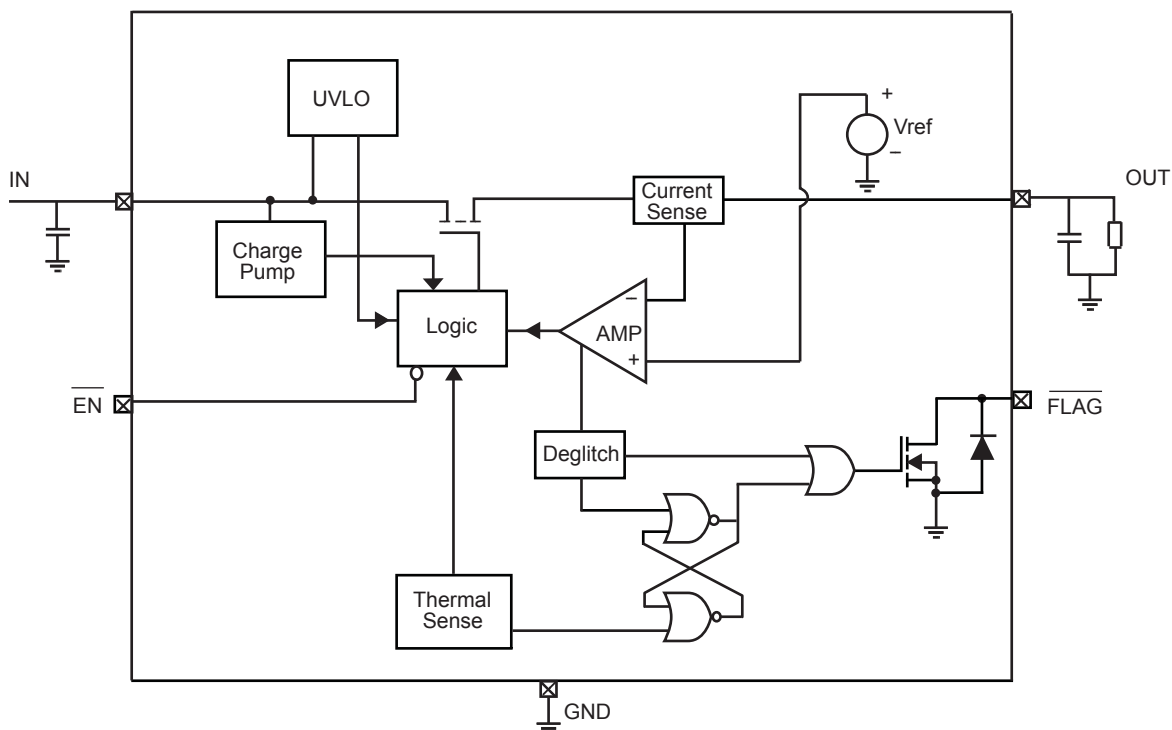 UVLO
+
Vref
−
IN
OUT
Current
Sense
Charge
Pump
−
Logic
AMP
+
EN
FLAG
Deglitch
Thermal
Sense
GND